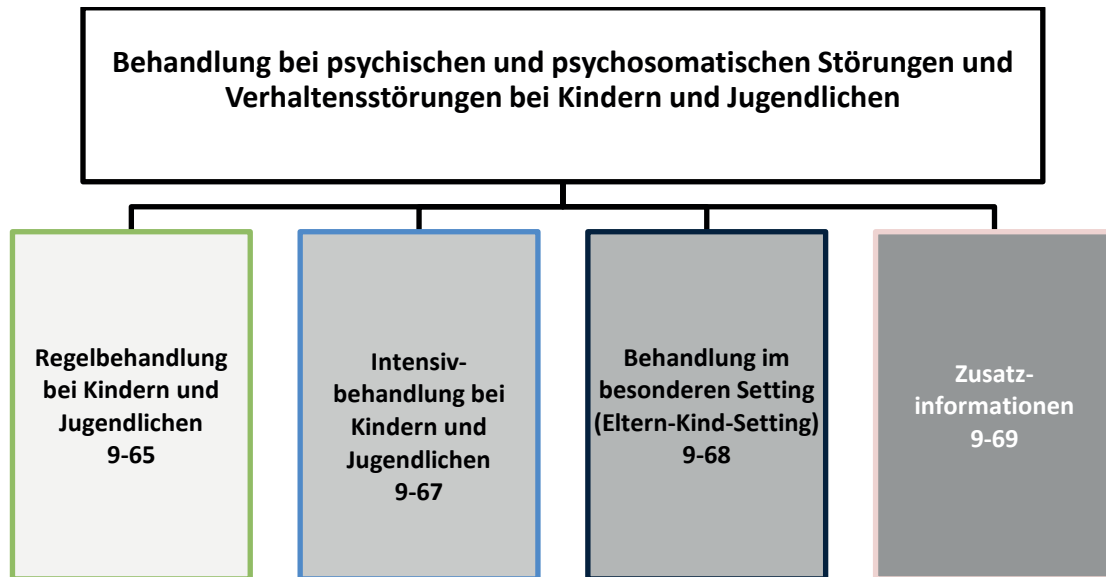 Behandlung bei psychischen und psychosomatischen Störungen und
Verhaltensstörungen bei Kindern und Jugendlichen
Regelbehandlung
bei Kindern und
Jugendlichen
9-65
Intensiv-
behandlung bei
Kindern und
Jugendlichen
9-67
Behandlung im
besonderen Setting
(Eltern-Kind-Setting)
9-68
Zusatz-
informationen
9-69